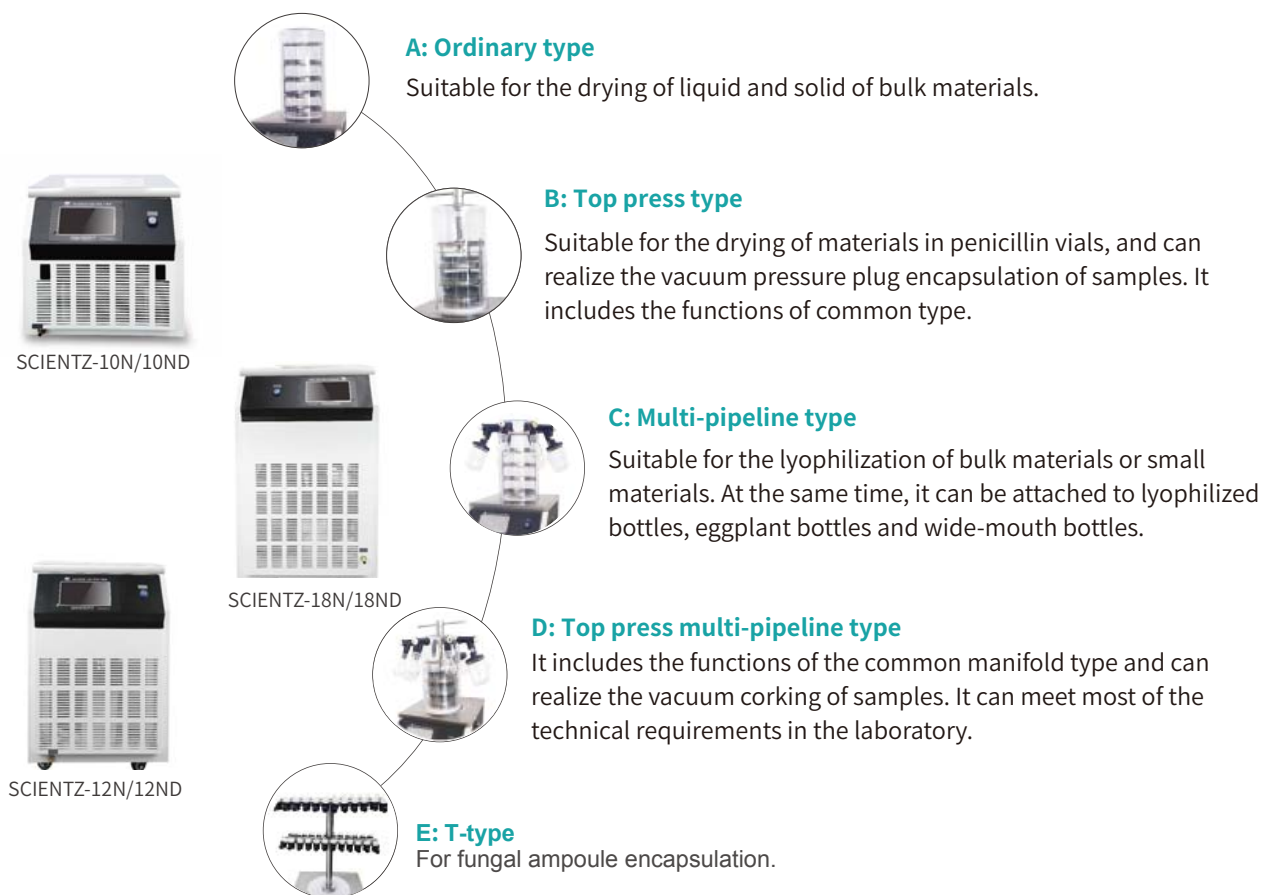 A: Ordinary type
Suitable for the drying of liquid and solid of bulk materials.
B: Top press type
Suitable for the drying of materials in penicillin vials, and can
realize the vacuum pressure plug encapsulation of samples. It
includes the functions of common type.
SCIENTZ-10N/10ND
C: Multi-pipeline type
Suitable for the lyophilization of bulk materials or small
materials. At the same time, it can be attached to lyophilized
bottles, eggplant bottles and wide-mouth bottles.
SCIENTZ-18N/18ND
D: Top press multi-pipeline type
It includes the functions of the common manifold type and can
realize the vacuum corking of samples. It can meet most of the
technical requirements in the laboratory.
SCIENTZ-12N/12ND
E: T-type
For fungal ampoule encapsulation.